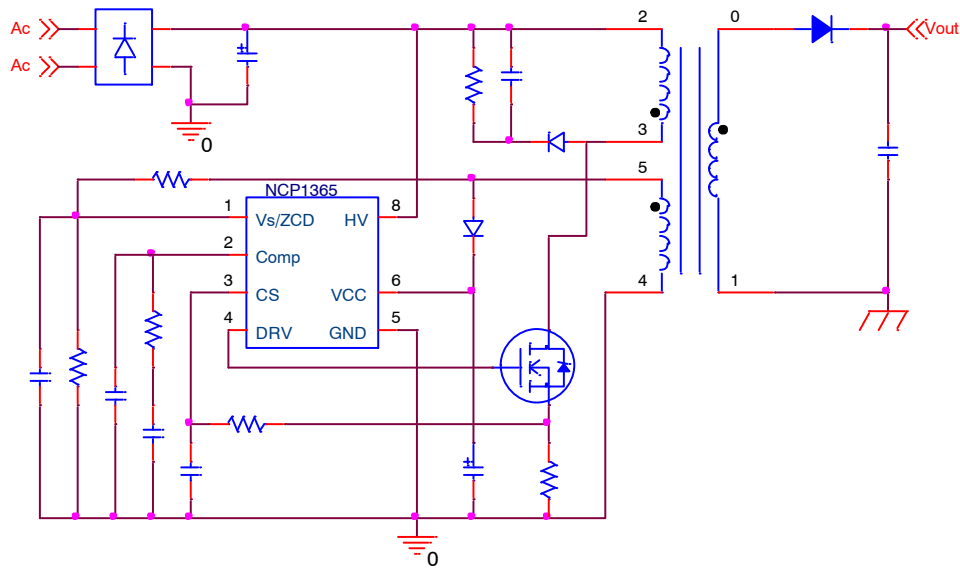 Ac
2
0
Vout
Ac
0
3
5
NCP1365
1
Vs/ZCD
HV
8
2
Comp
3
CS
VCC
6
4
1
4
DRV
GND
5
0